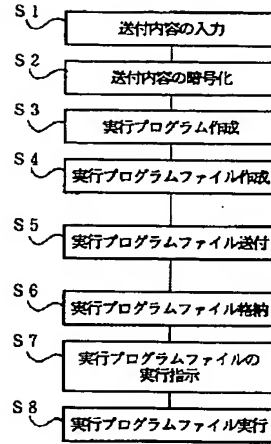 S1
送付内容の入力
S2
送付内容の暗号化
S3
実行プログラム作成
S4
実行プログラムファイル作成
S5
実行プログラムファイル送付
S6
実行プログラムファイル格納
S7
実行プログラムファイルの
実行指示
S8
実行プログラムファイル実行